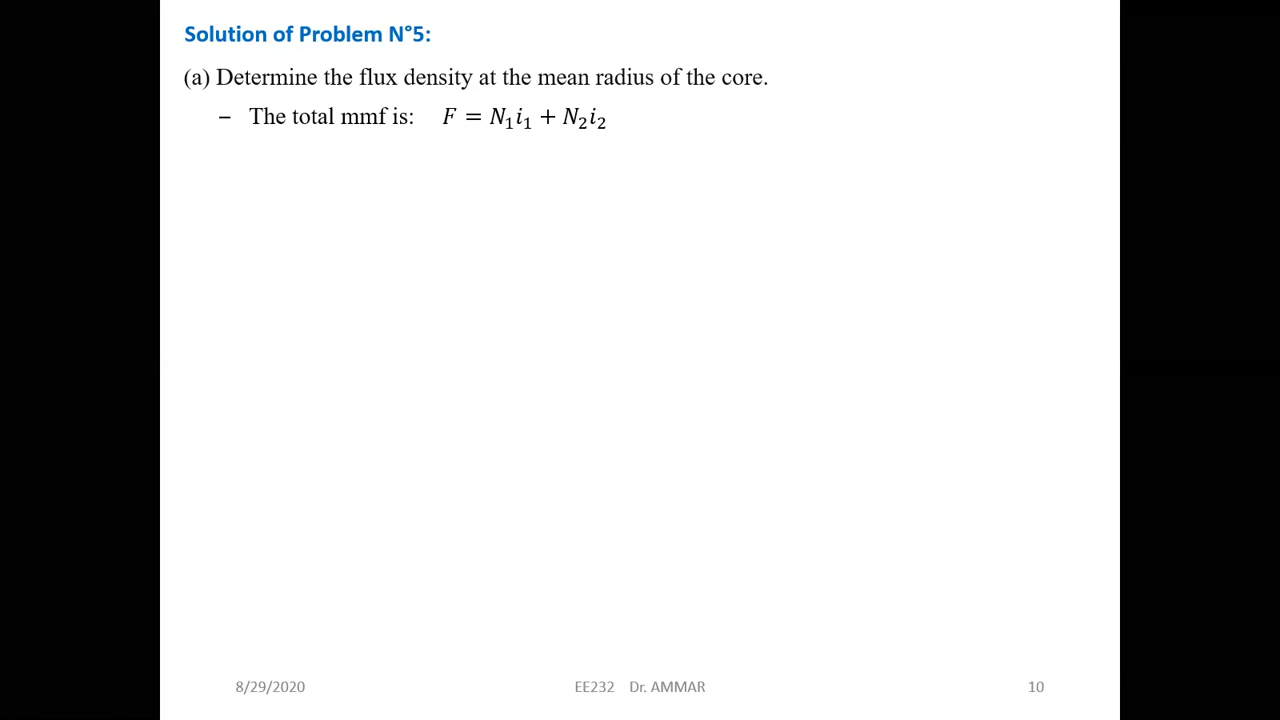 Solution of Problem N°5:
(a) Determine the flux density at the mean radius of the core.
– The total mmf is: F = N₁i₁ + N₂i₂
8/29/2020 EE232 Dr. AMMAR 10